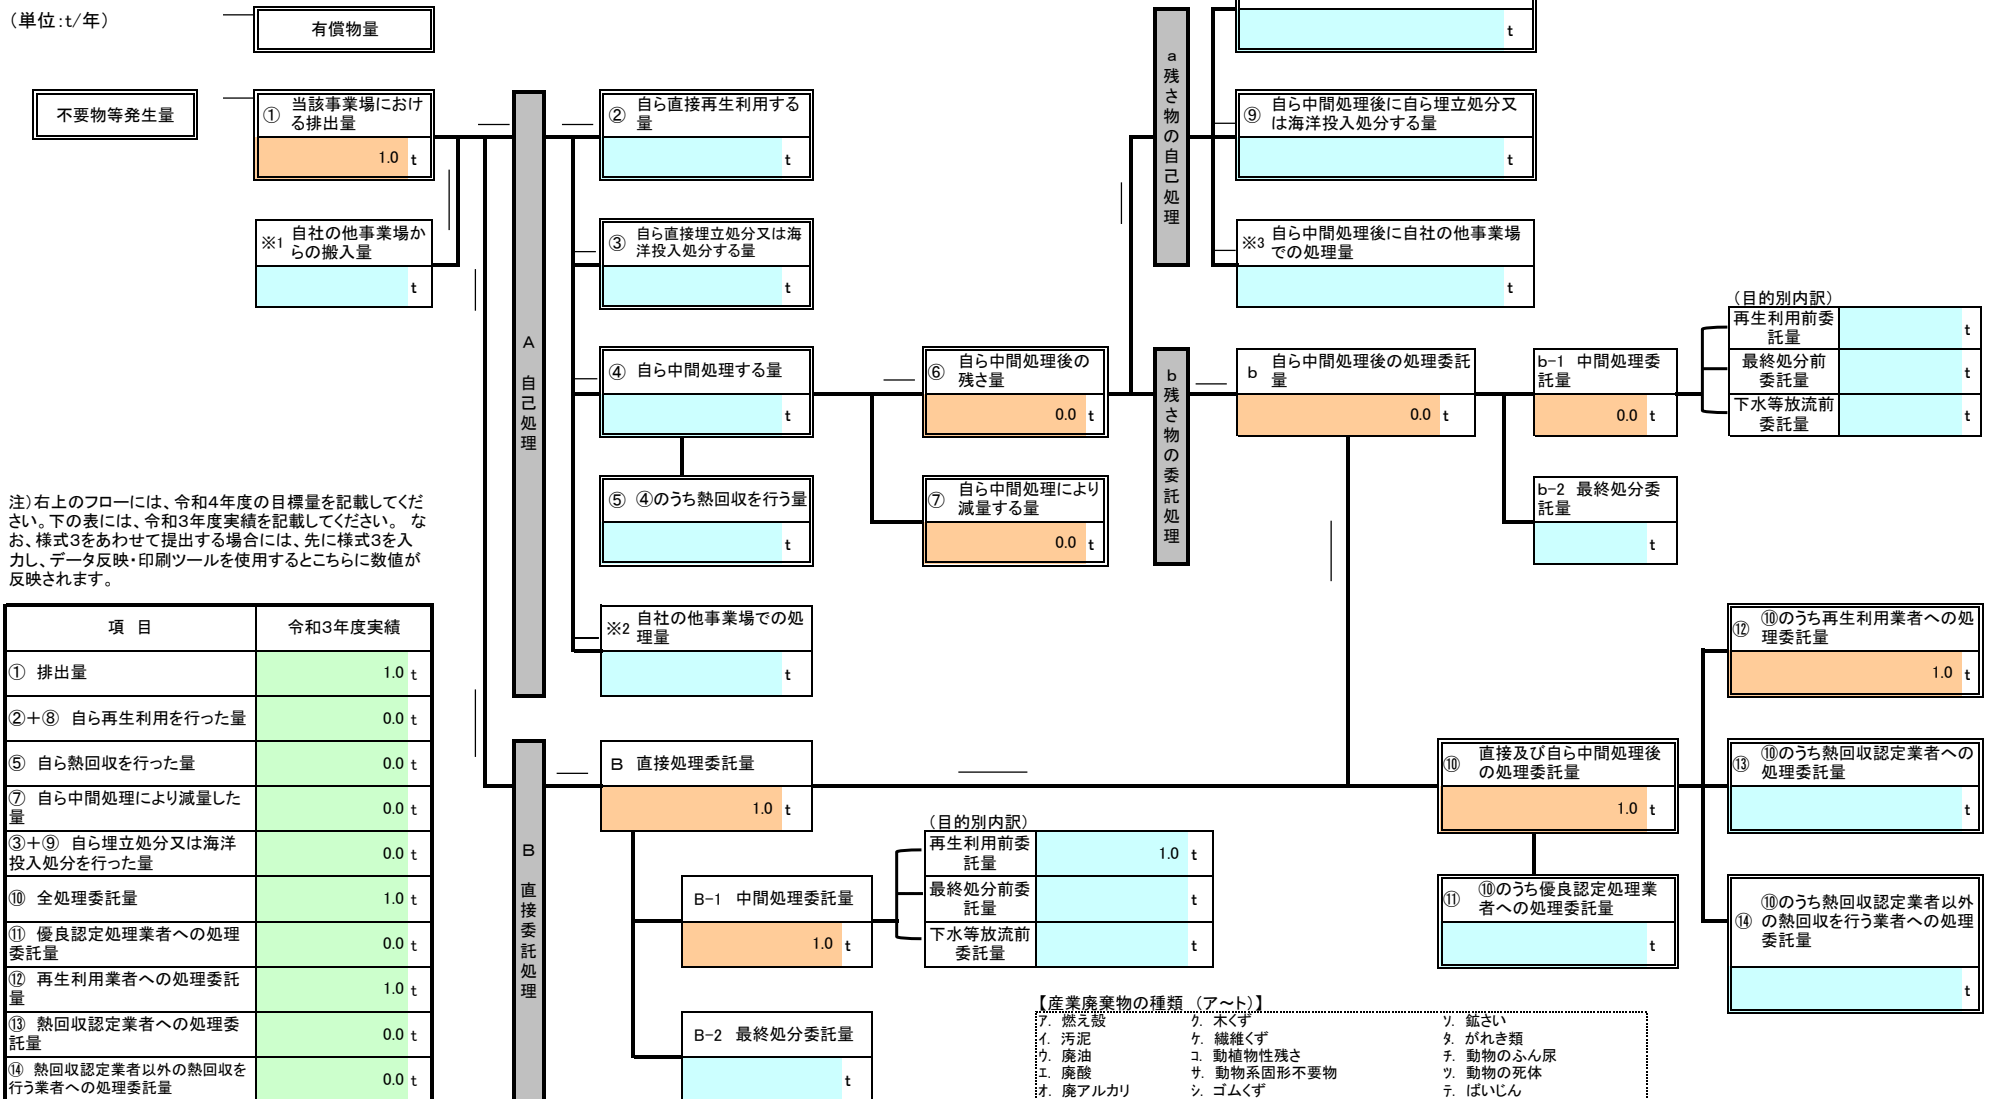 （単位：t/年）
有償物量
不要物等発生量
① 当該事業場におけ
る排出量
1.0 t
※1 自社の他事業場か
らの搬入量
t
A 自己処理
② 自ら直接再生利用する
量
t
③ 自ら直接埋立処分又は海
洋投入処分する量
t
④ 自ら中間処理する量
t
⑤ ④のうち熱回収を行う量
t
※2 自社の他事業場での処
理量
t
⑥ 自ら中間処理後の
残さ量
0.0 t
⑦ 自ら中間処理により
減量する量
0.0 t
a 残さ物の自己処理
t
⑨ 自ら中間処理後に自ら埋立処分又
は海洋投入処分する量
t
※3 自ら中間処理後に自社の他事業場
での処理量
t
b 残さ物の委託処理
b 自ら中間処理後の処理委託
量
0.0 t
b-1 中間処理委
託量
0.0 t
（目的別内訳）
再生利用前委
託量
t
最終処分前
委託量
t
下水等放流前
委託量
t
b-2 最終処分委
託量
t
注）右上のフローには、令和４年度の目標量を記載してくだ
さい。下の表には、令和３年度実績を記載してください。 な
お、様式３をあわせて提出する場合には、先に様式３を入
力し、データ反映・印刷ツールを使用するとこちらに数値が
反映されます。
項 目 令和３年度実績
① 排出量 1.0 t
②＋⑧ 自ら再生利用を行った量 0.0 t
⑤ 自ら熱回収を行った量 0.0 t
⑦ 自ら中間処理により減量した
量 0.0 t
③＋⑨ 自ら埋立処分又は海洋
投入処分を行った量 0.0 t
⑩ 全処理委託量 1.0 t
⑪ 優良認定処理業者への処理
委託量 0.0 t
⑫ 再生利用業者への処理委託
量 1.0 t
⑬ 熱回収認定業者への処理委
託量 0.0 t
⑭ 熱回収認定業者以外の熱回収を
行う業者への処理委託量 0.0 t
B 直接委託処理
B 直接処理委託量
1.0 t
B-1 中間処理委託量
1.0 t
（目的別内訳）
再生利用前委
託量
1.0 t
最終処分前委
託量
t
下水等放流前
委託量
t
B-2 最終処分委託量
t
⑩ 直接及び自ら中間処理後
の処理委託量
1.0 t
⑪ ⑩のうち優良認定処理業
者への処理委託量
t
⑫ ⑩のうち再生利用業者への処
理委託量
1.0 t
⑬ ⑩のうち熱回収認定業者への
処理委託量
t
⑭ ⑩のうち熱回収認定業者以外
の熱回収を行う業者への処理
委託量
t
【産業廃棄物の種類 （ア～ト）】
ア. 燃え殻 ク. 木くず ソ. 鉱さい
イ. 汚泥 ケ. 繊維くず タ. がれき類
ウ. 廃油 コ. 動植物性残さ チ. 動物のふん尿
エ. 廃酸 サ. 動物系固形不要物 ツ. 動物の死体
オ. 廃アルカリ シ. ゴムくず テ. ばいじん